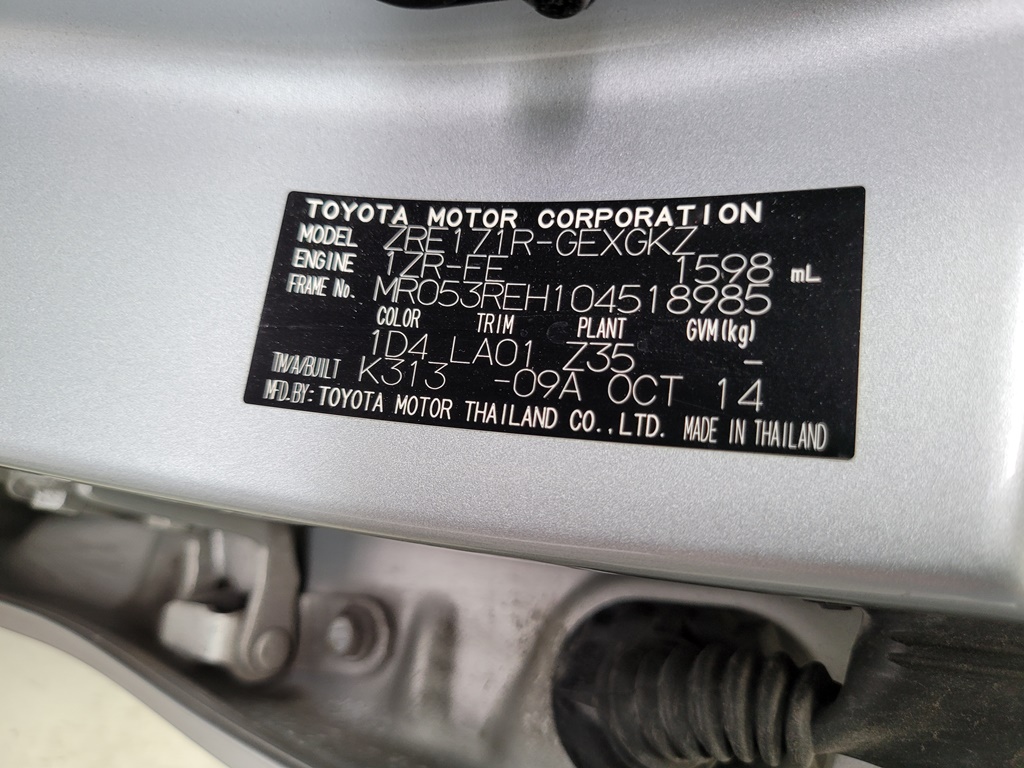 TOYOTA MOTOR CORPORATION
MODEL ZRE171R-GEXGKZ
ENGINE 1ZR-FE 1598 mL
FRAME No. MR053REH104518985
COLOR TRIM PLANT GVM(kg)
1D4 LA01 Z35 -
TM/A/BUILT K313 -09A OCT 14
MFD.BY: TOYOTA MOTOR THAILAND CO.,LTD. MADE IN THAILAND